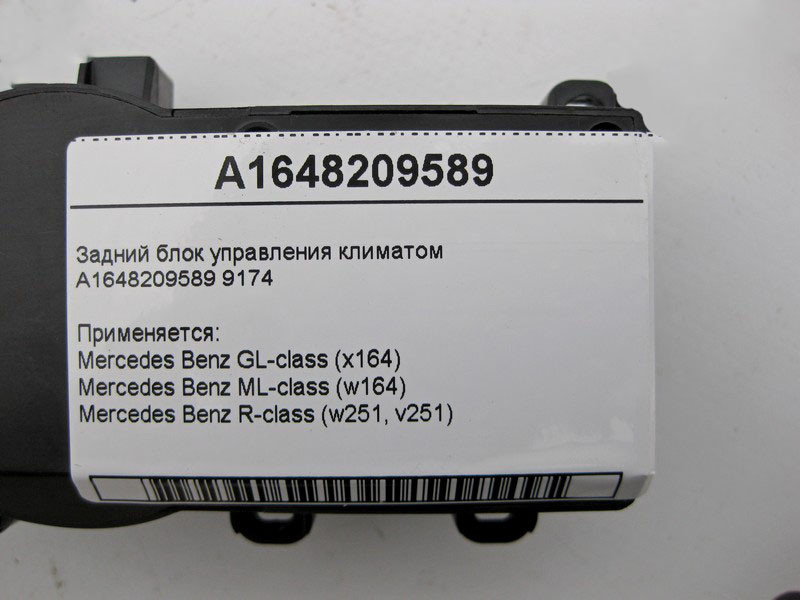 A1648209589
Задний блок управления климатом
A1648209589 9174
Применяется:
Mercedes Benz GL-class (x164)
Mercedes Benz ML-class (w164)
Mercedes Benz R-class (w251, v251)